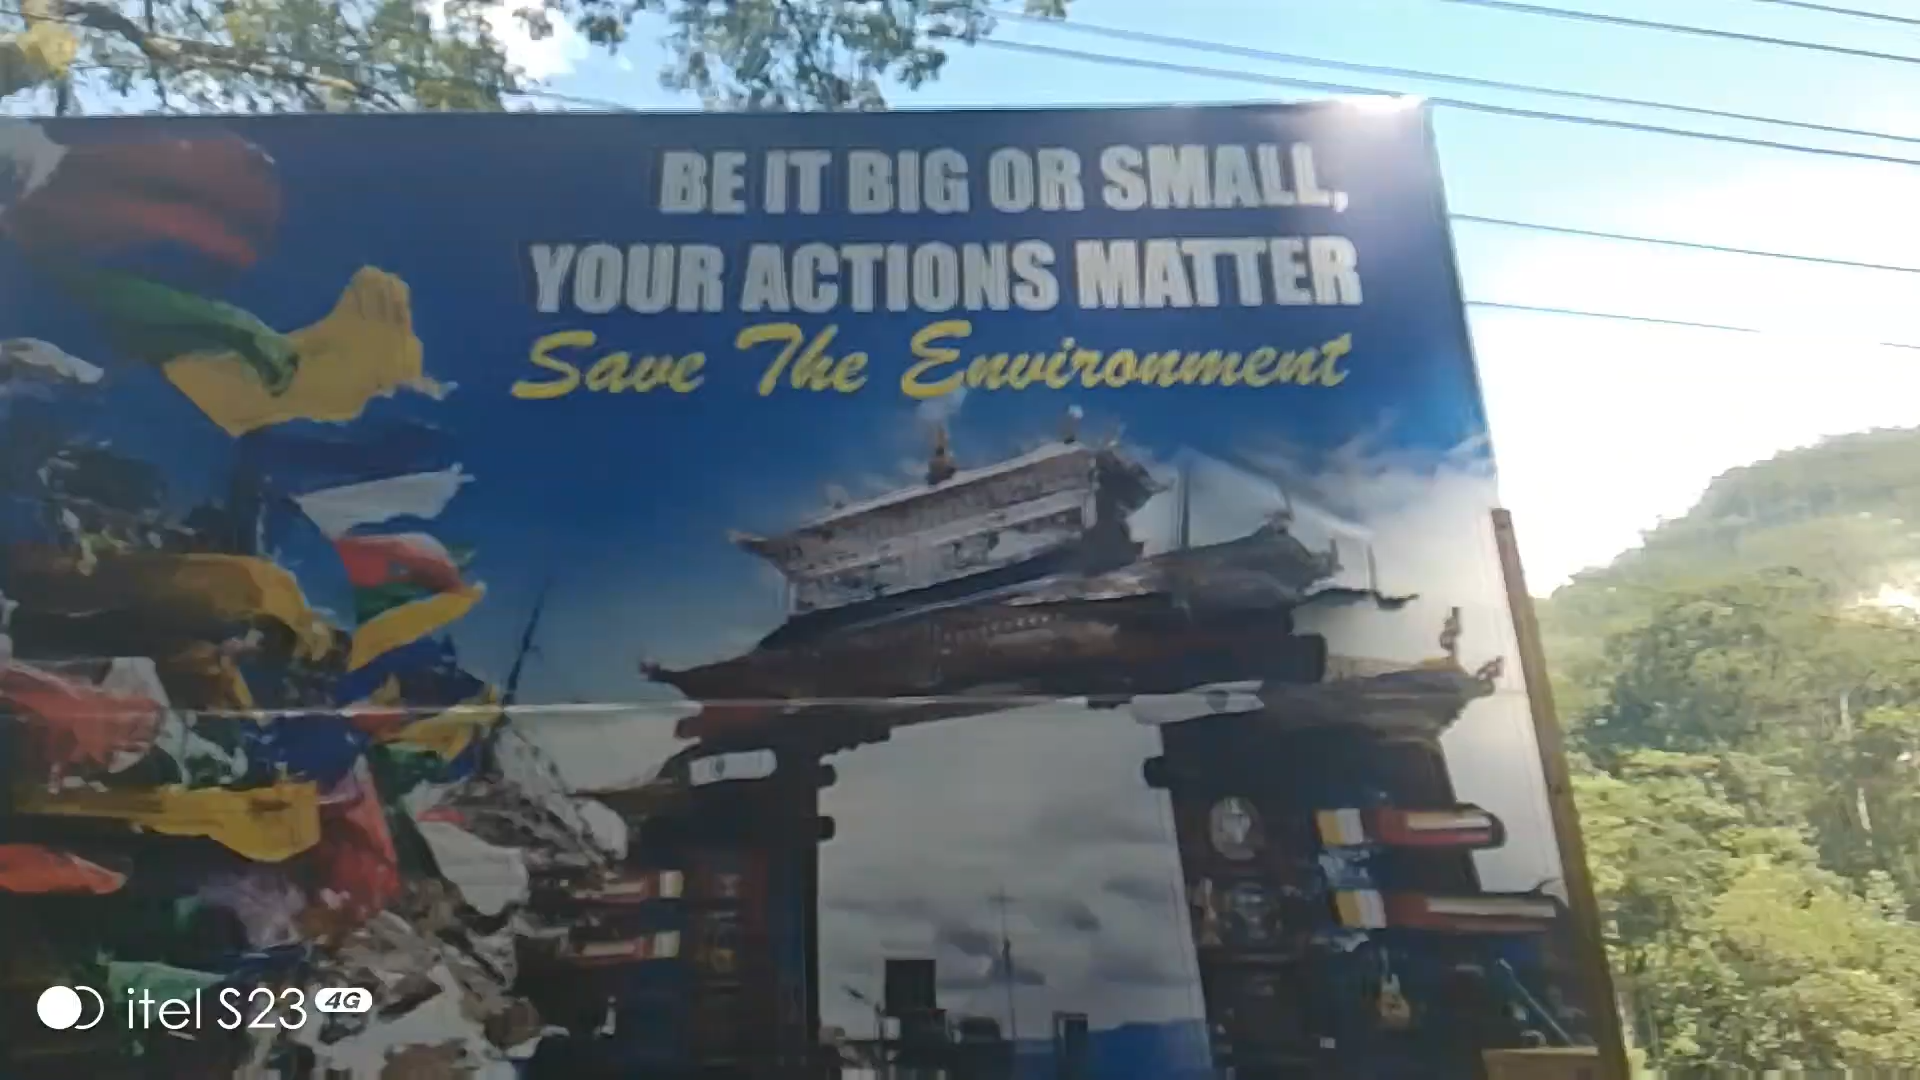 BE IT BIG OR SMALL,
YOUR ACTIONS MATTER
Save The Environment
itel S23 4G